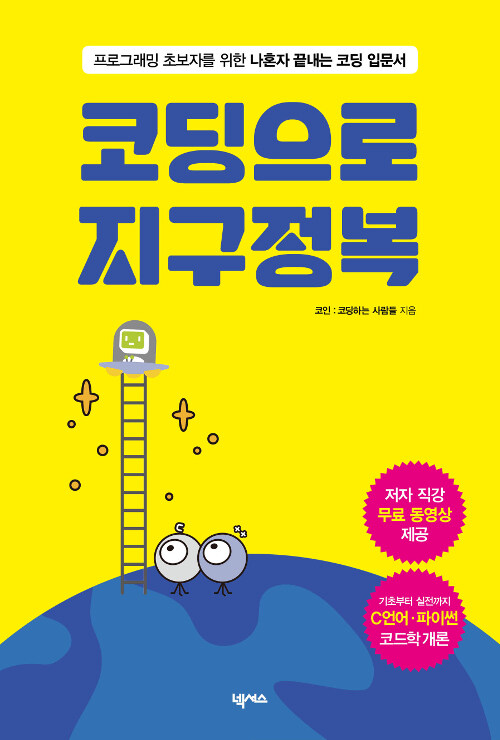 프로그래밍 초보자를 위한 나혼자 끝내는 코딩 입문서
코딩으로
지구정복
코인 : 코딩하는 사람들 지음
저자 직강
무료 동영상
제공
기초부터 실전까지
C언어·파이썬
코드학개론
넥서스